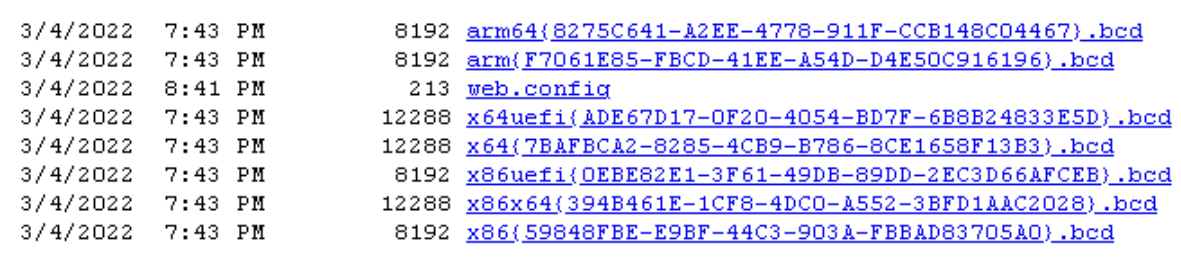 3/4/2022 7:43 PM 8192 arm64{8275C641-A2EE-4778-911F-CCB148C04467}.bcd
3/4/2022 7:43 PM 8192 arm{F7061E85-FBCD-41EE-A54D-D4E50C916196}.bcd
3/4/2022 8:41 PM 213 web.config
3/4/2022 7:43 PM 12288 x64uefi{ADE67D17-0F20-4054-BD7F-6B8B24833E5D}.bcd
3/4/2022 7:43 PM 12288 x64{7BAFBCA2-8285-4CB9-B786-8CE1658F13B3}.bcd
3/4/2022 7:43 PM 8192 x86uefi{0EBE82E1-3F61-49DB-89DD-2EC3D66AFCEB}.bcd
3/4/2022 7:43 PM 12288 x86x64{394B461E-1CF8-4DC0-A552-3BFD1AAC2028}.bcd
3/4/2022 7:43 PM 8192 x86{59848FBE-E9BF-44C3-903A-FBBAD83705A0}.bcd